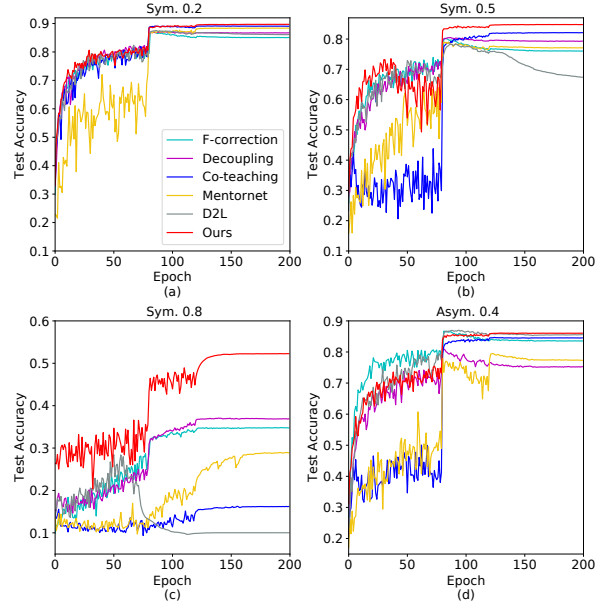 Sym. 0.2
0.9
0.8
0.7
0.6
0.5
0.4
0.3
0.2
0.1
Test Accuracy
F-correction
Decoupling
Co-teaching
Mentornet
D2L
Ours
0 50 100 150 200
Epoch
(a)
Sym. 0.5
0.9
0.8
0.7
0.6
0.5
0.4
0.3
0.2
0.1
Test Accuracy
0 50 100 150 200
Epoch
(b)
Sym. 0.8
0.6
0.5
0.4
0.3
0.2
0.1
Test Accuracy
0 50 100 150 200
Epoch
(c)
Asym. 0.4
0.9
0.8
0.7
0.6
0.5
0.4
0.3
0.2
Test Accuracy
0 50 100 150 200
Epoch
(d)